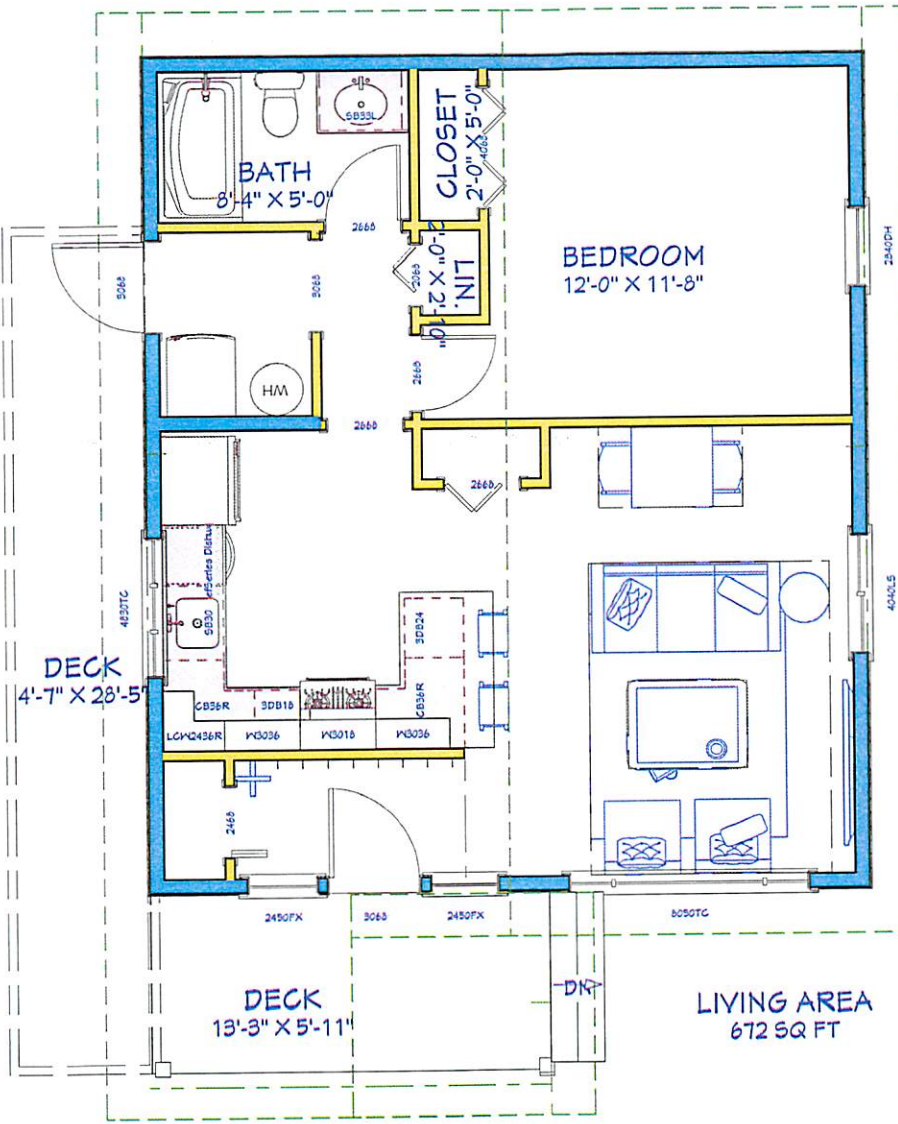 SB33L
BATH
8'-4" X 5'-0"
CLOSET
2'-0" X 5'-0"
4068
BEDROOM
12'-0" X 11'-8"
2840DH
2668
LIN.
2'-0" X 2'-10"
2068
3068
3068
WH
2668
2668
2668
4040LS
4830TC
SB30
3DB24
DECK
4'-7" X 28'-5"
CB36R
3DB18
CB36R
LCW2436R
W3036
W3018
W3036
2468
2450FX
3068
2450FX
8050TC
DECK
13'-3" X 5'-11"
DN
LIVING AREA
672 SQ FT